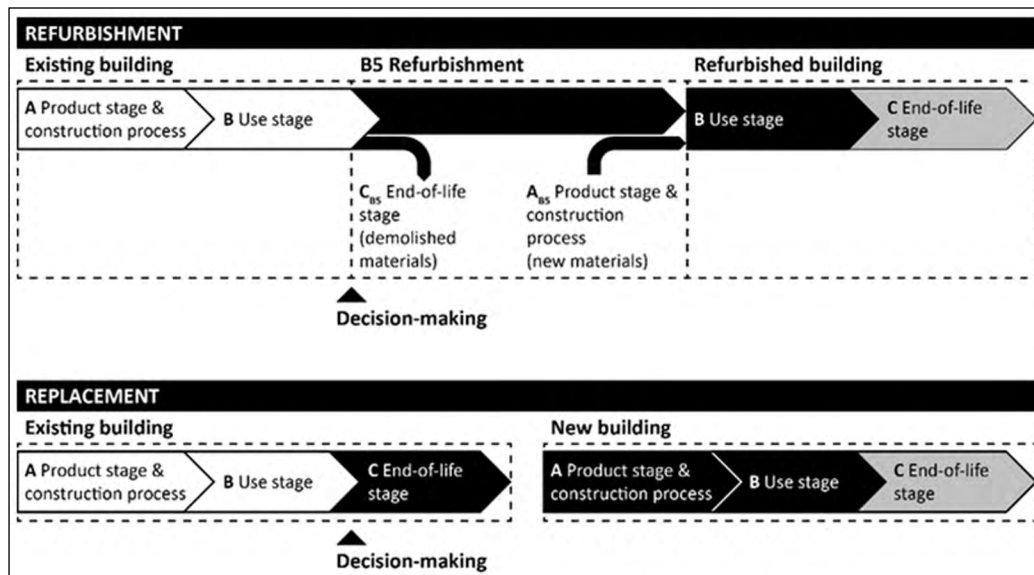 REFURBISHMENT
Existing building
B5 Refurbishment
Refurbished building
A Product stage &
construction process
B Use stage
B Use stage
C End-of-life
stage
CB5 End-of-life
stage
(demolished
materials)
AB5 Product stage &
construction
process
(new materials)
Decision-making
REPLACEMENT
Existing building
New building
A Product stage &
construction process
B Use stage
C End-of-life
stage
A Product stage &
construction process
B Use stage
C End-of-life
stage
Decision-making